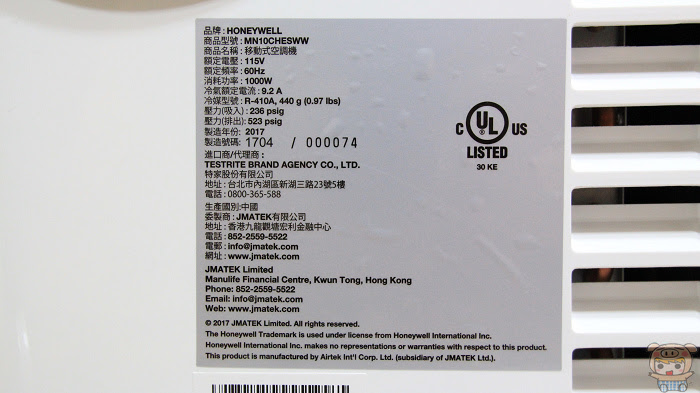 品牌 : HONEYWELL
商品型號 : MN10CHESWW
商品名稱 : 移動式空調機
額定電壓 : 115V
額定頻率 : 60Hz
消耗功率 : 1000W
冷氣額定電流 : 9.2 A
冷媒型號 : R-410A, 440 g (0.97 lbs)
壓力(吸入) : 236 psig
壓力(排出) : 523 psig
製造年份 : 2017
製造號碼 : 1704 / 000074
進口商/代理商 :
TESTRITE BRAND AGENCY CO., LTD.
特家股份有限公司
地址 : 台北市內湖區新湖三路23號5樓
電話 : 0800-365-588
生產國別 : 中國
委製商 : JMATEK有限公司
地址 : 香港九龍觀塘宏利金融中心
電話 : 852-2559-5522
電郵 : info@jmatek.com
網址 : www.jmatek.com
JMATEK Limited
Manulife Financial Centre, Kwun Tong, Hong Kong
Phone: 852-2559-5522
Email: info@jmatek.com
Web: www.jmatek.com
© 2017 JMATEK Limited. All rights reserved.
The Honeywell Trademark is used under license from Honeywell International Inc.
Honeywell International Inc. makes no representations or warranties with respect to this product.
This product is manufactured by Airtek Int'l Corp. Ltd. (subsidiary of JMATEK Ltd.).
C UL US
LISTED
30 KE